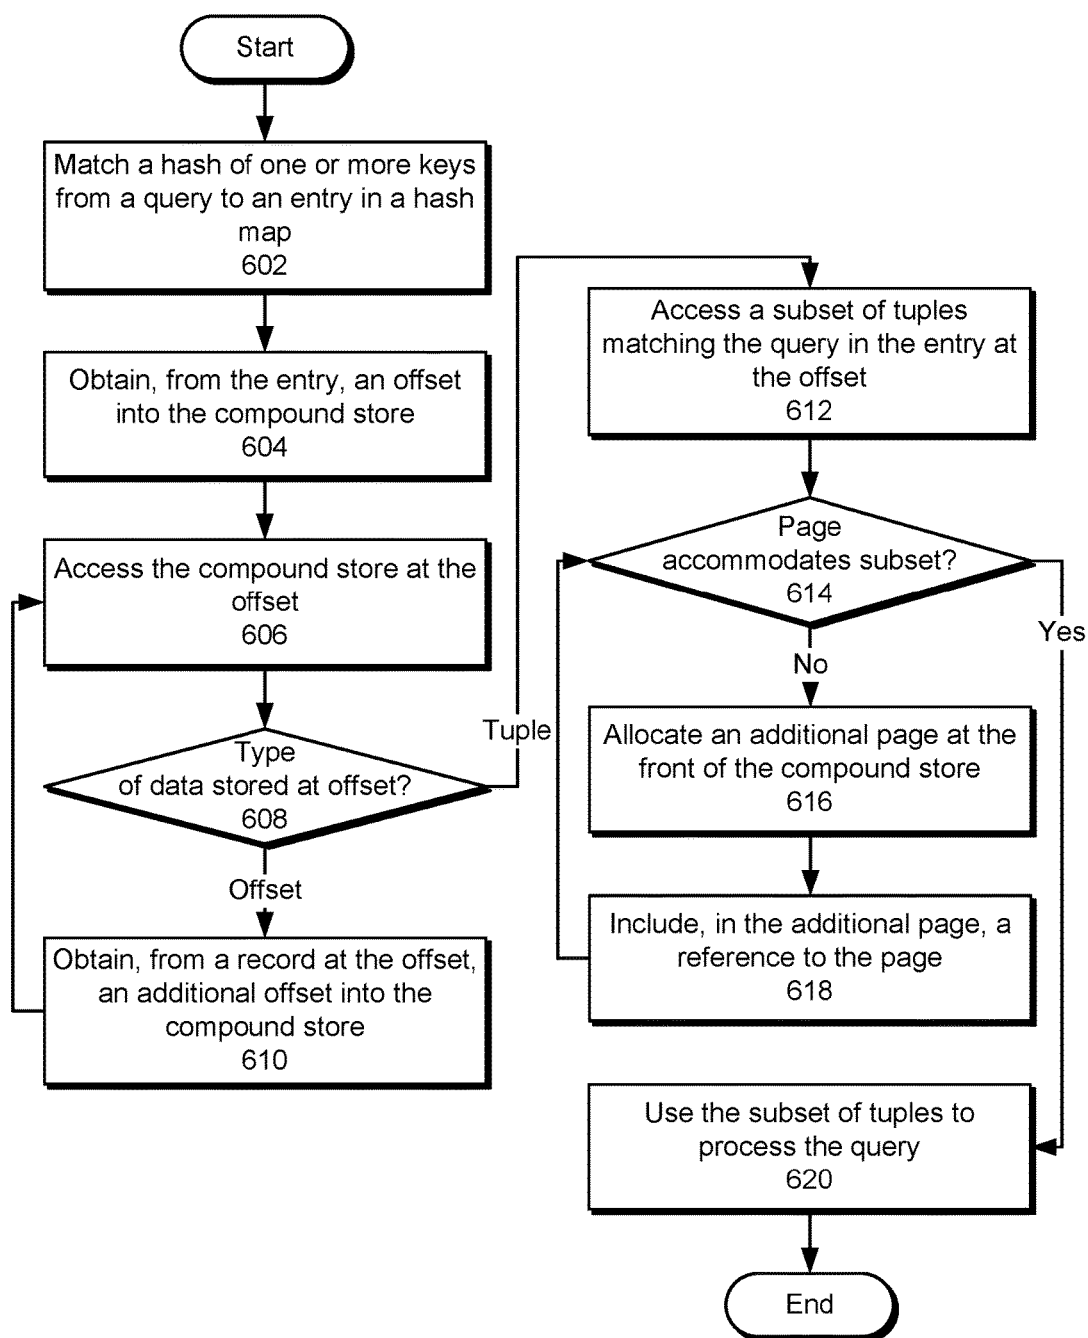 Start
Match a hash of one or more keys
from a query to an entry in a hash
map
602
Obtain, from the entry, an offset
into the compound store
604
Access the compound store at the
offset
606
Type
of data stored at offset?
608
Tuple
Offset
Obtain, from a record at the offset,
an additional offset into the
compound store
610
Access a subset of tuples
matching the query in the entry at
the offset
612
Page
accommodates subset?
614
Yes
No
Allocate an additional page at the
front of the compound store
616
Include, in the additional page, a
reference to the page
618
Use the subset of tuples to
process the query
620
End